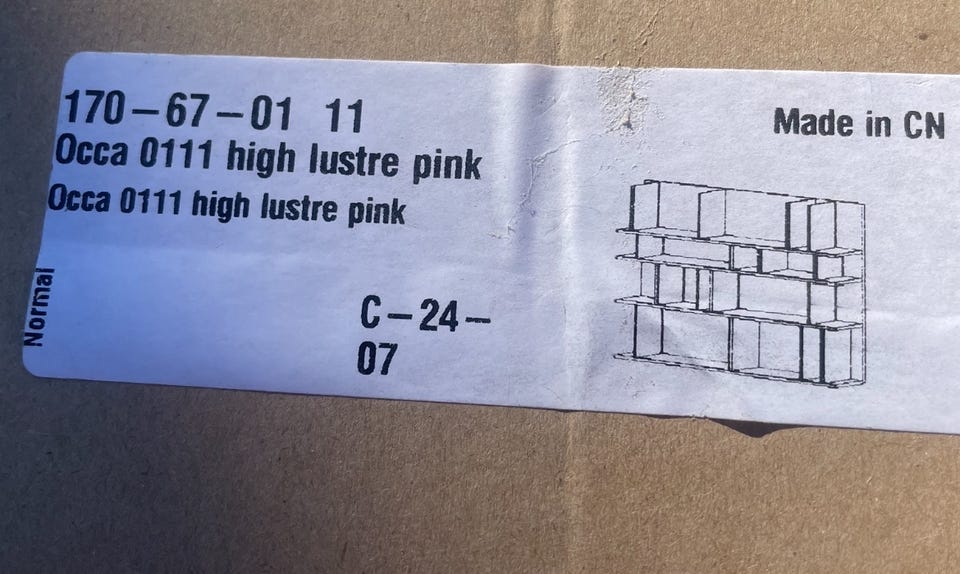 170-67-01 11
Occa 0111 high lustre pink
Occa 0111 high lustre pink
Normal
C-24-
07
Made in CN